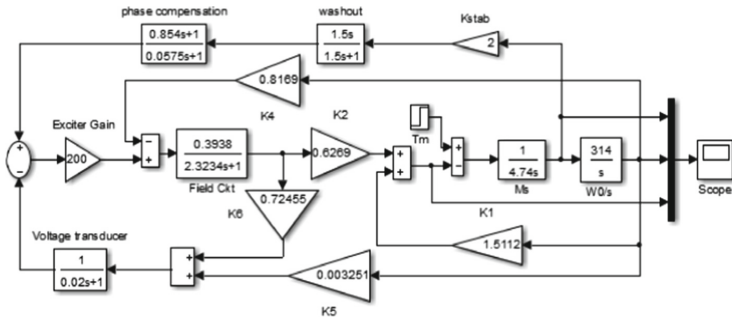 phase compensation
0.854s+1
0.0575s+1
washout
1.5s
1.5s+1
Kstab
2
0.8169
K4
K2
Exciter Gain
200
+
−
−
+
0.3938
2.3234s+1
Field Ckt
0.6269
+
+
Tm
+
−
1
4.74s
Ms
314
s
W0/s
Scope
K6
0.72455
K1
1.5112
Voltage transducer
1
0.02s+1
+
+
0.003251
K5